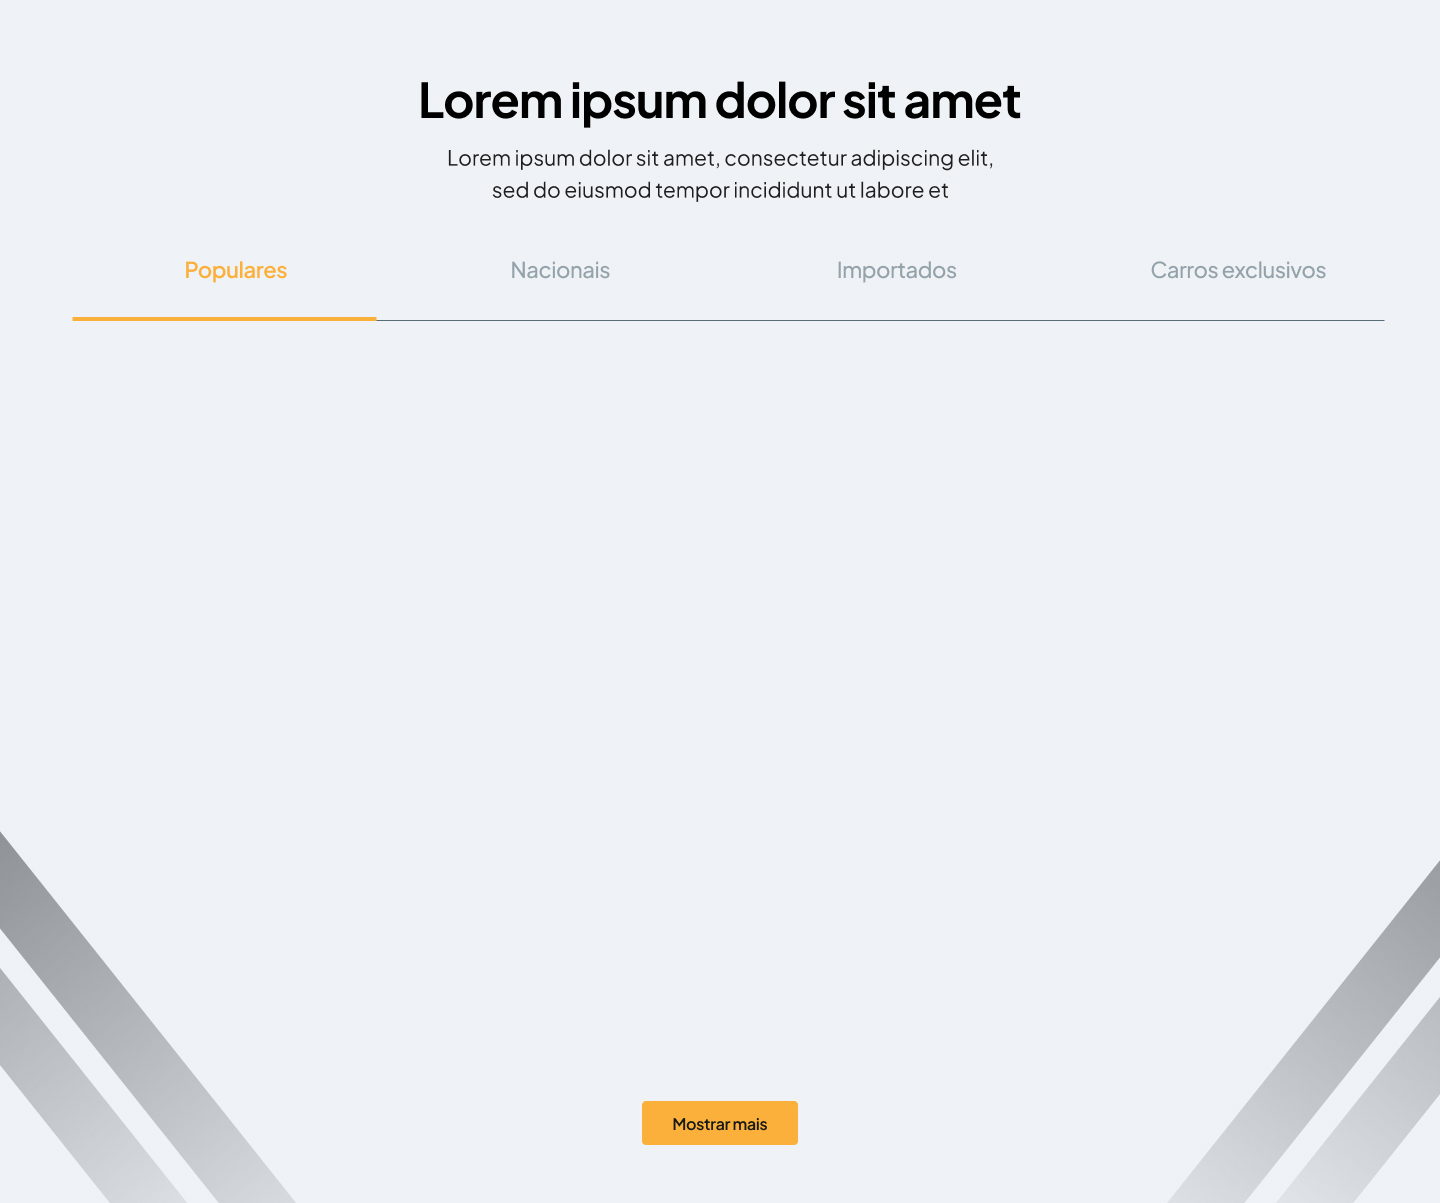 Lorem ipsum dolor sit amet
Lorem ipsum dolor sit amet, consectetur adipiscing elit,
sed do eiusmod tempor incididunt ut labore et
Populares
Nacionais
Importados
Carros exclusivos
Mostrar mais